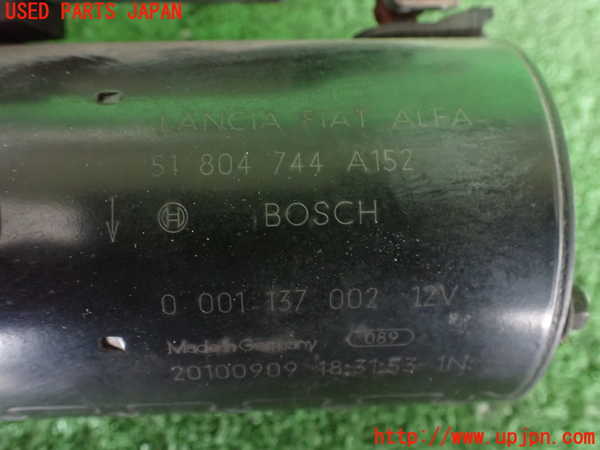 USED PARTS JAPAN
LANCIA FIAT ALFA
51 804 744 A152
BOSCH
0 001 137 002 12V
Made in Germany 089
20100909 18:31:53 1N
http://www.upjpn.com/